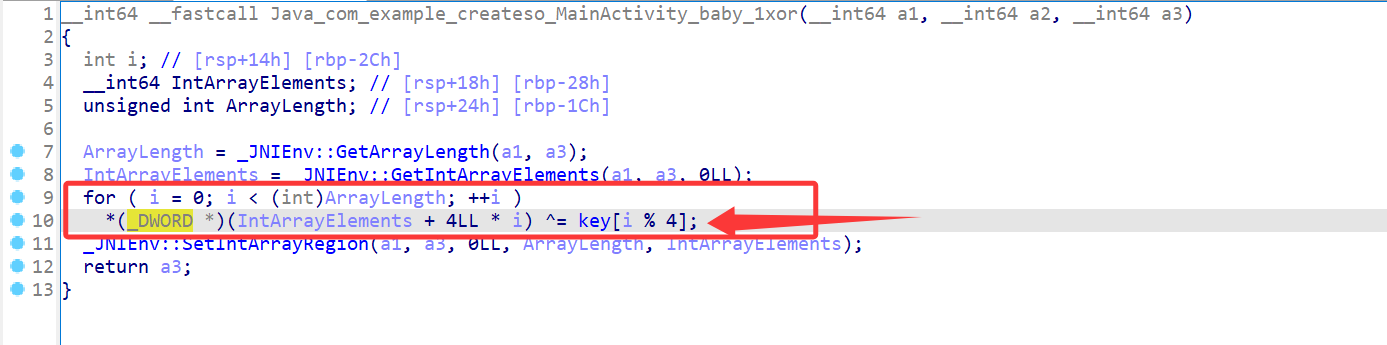 1 __int64 __fastcall Java_com_example_createso_MainActivity_baby_1xor(__int64 a1, __int64 a2, __int64 a3)
2 {
3 int i; // [rsp+14h] [rbp-2Ch]
4 __int64 IntArrayElements; // [rsp+18h] [rbp-28h]
5 unsigned int ArrayLength; // [rsp+24h] [rbp-1Ch]
6
7 ArrayLength = _JNIEnv::GetArrayLength(a1, a3);
8 IntArrayElements = _JNIEnv::GetIntArrayElements(a1, a3, 0LL);
9 for ( i = 0; i < (int)ArrayLength; ++i )
10 *(_DWORD *)(IntArrayElements + 4LL * i) ^= key[i % 4];
11 _JNIEnv::SetIntArrayRegion(a1, a3, 0LL, ArrayLength, IntArrayElements);
12 return a3;
13 }